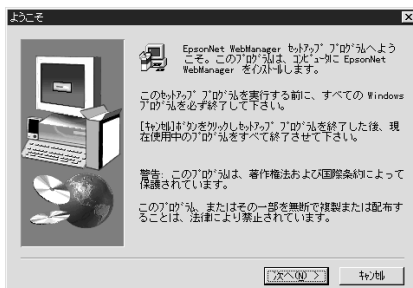 ようこそ
EpsonNet WebManager ｾｯﾄｱｯﾌﾟ ﾌﾟﾛｸﾞﾗﾑへよう
こそ。このﾌﾟﾛｸﾞﾗﾑは、ｺﾝﾋﾟｭｰﾀに EpsonNet
WebManager をｲﾝｽﾄｰﾙします。
このｾｯﾄｱｯﾌﾟ ﾌﾟﾛｸﾞﾗﾑを実行する前に、すべての Windows
ﾌﾟﾛｸﾞﾗﾑを必ず終了して下さい。
[ｷｬﾝｾﾙ]ﾎﾞﾀﾝをｸﾘｯｸしｾｯﾄｱｯﾌﾟ ﾌﾟﾛｸﾞﾗﾑを終了した後、現
在使用中のﾌﾟﾛｸﾞﾗﾑをすべて終了させて下さい。
警告: このﾌﾟﾛｸﾞﾗﾑは、著作権法および国際条約によって
保護されています。
このﾌﾟﾛｸﾞﾗﾑ、またはその一部を無断で複製または配布す
ることは、法律により禁止されています。
次へ(N) >
ｷｬﾝｾﾙ